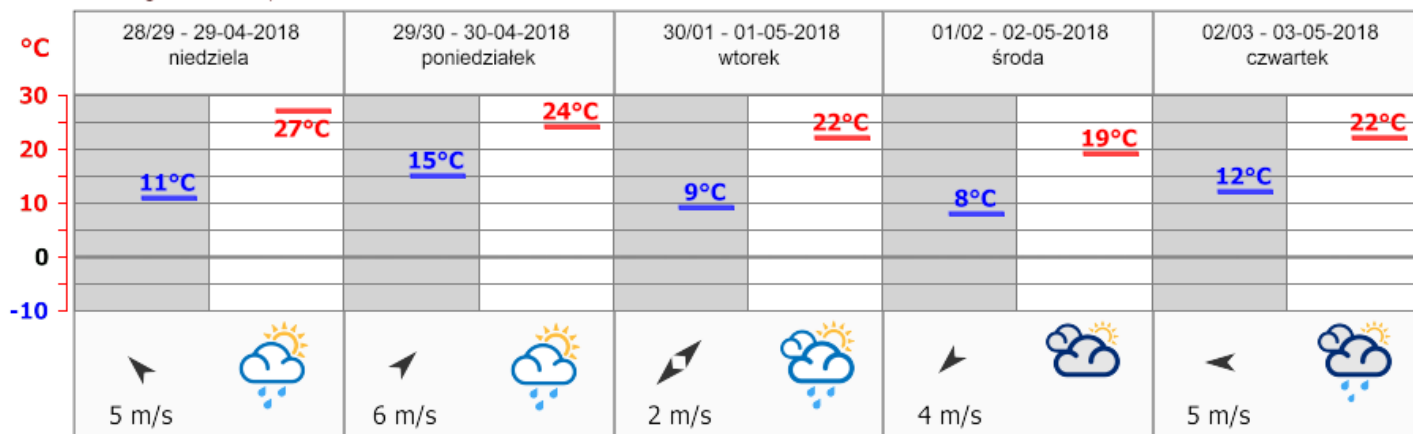 °C
28/29 - 29-04-2018
niedziela
29/30 - 30-04-2018
poniedziałek
30/01 - 01-05-2018
wtorek
01/02 - 02-05-2018
środa
02/03 - 03-05-2018
czwartek
30
20
10
0
-10
11°C
27°C
15°C
24°C
9°C
22°C
8°C
19°C
12°C
22°C
5 m/s
6 m/s
2 m/s
4 m/s
5 m/s